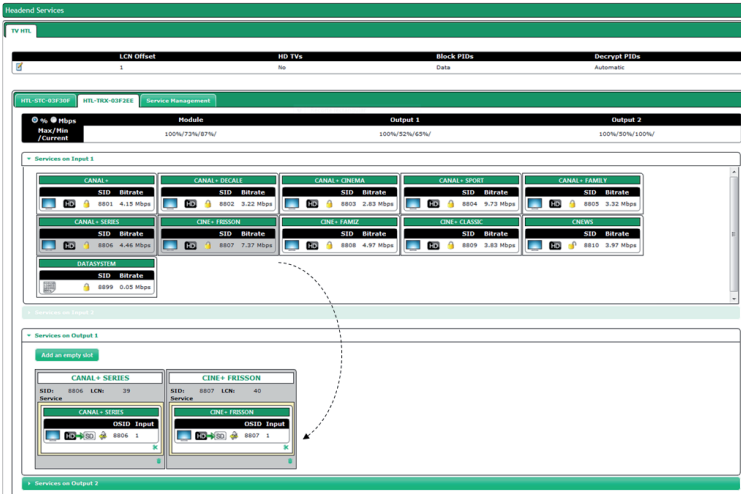 Headend Services
TV HTL
LCN Offset HD TVs Block PIDs Decrypt PIDs
1 No Data Automatic
HTL-STC-03F30F HTL-TRX-03F2EE Service Management
% Mbps Module Output 1 Output 2
Max/Min
/Current 100%/73%/87%/ 100%/52%/65%/ 100%/50%/100%/
Services on Input 1
CANAL+ CANAL+ DECALE CANAL+ CINEMA CANAL+ SPORT CANAL+ FAMILY
SID Bitrate SID Bitrate SID Bitrate SID Bitrate SID Bitrate
HD 8801 4.15 Mbps HD 8802 3.22 Mbps HD 8803 2.83 Mbps HD 8804 9.73 Mbps HD 8805 3.32 Mbps
CANAL+ SERIES CINE+ FRISSON CINE+ FAMIZ CINE+ CLASSIC CNEWS
SID Bitrate SID Bitrate SID Bitrate SID Bitrate SID Bitrate
HD 8806 4.46 Mbps HD 8807 7.37 Mbps HD 8808 4.97 Mbps HD 8809 3.83 Mbps HD 8810 3.97 Mbps
DATASYSTEM
SID Bitrate
8899 0.05 Mbps
Services on Input 1
Services on Output 1
Add an empty slot
CANAL+ SERIES CINE+ FRISSON
SID: 8806 LCN: 39 SID: 8807 LCN: 40
Service Service
CANAL+ SERIES CINE+ FRISSON
OSID Input OSID Input
HD SD 8806 1 HD SD 8807 1
Services on Output 2